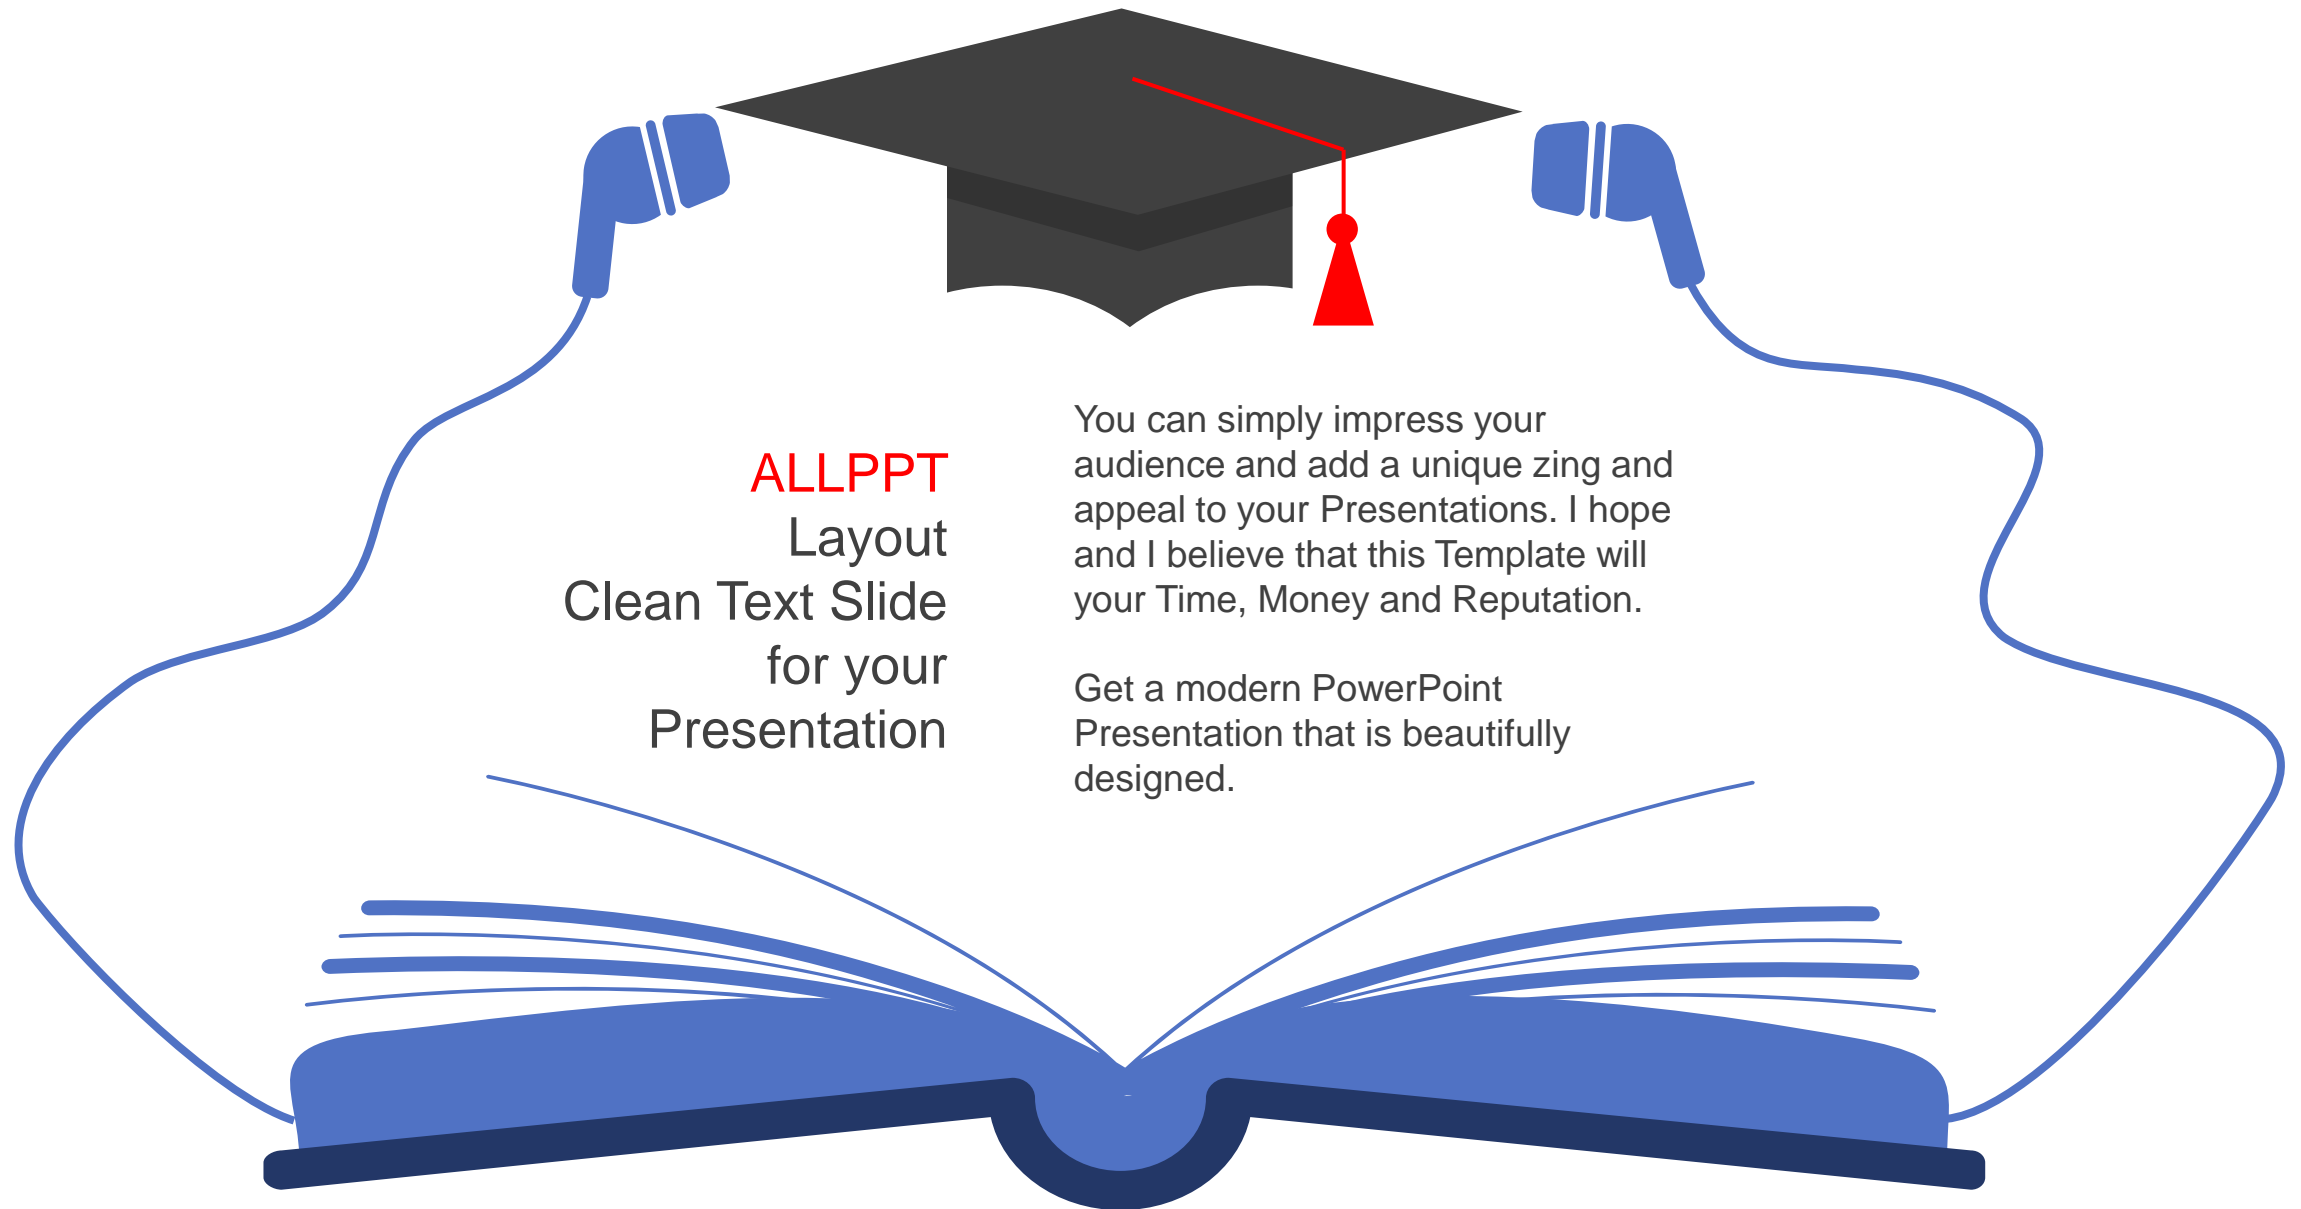 ALLPPT
Layout
Clean Text Slide
for your
Presentation
You can simply impress your
audience and add a unique zing and
appeal to your Presentations. I hope
and I believe that this Template will
your Time, Money and Reputation.
Get a modern PowerPoint
Presentation that is beautifully
designed.